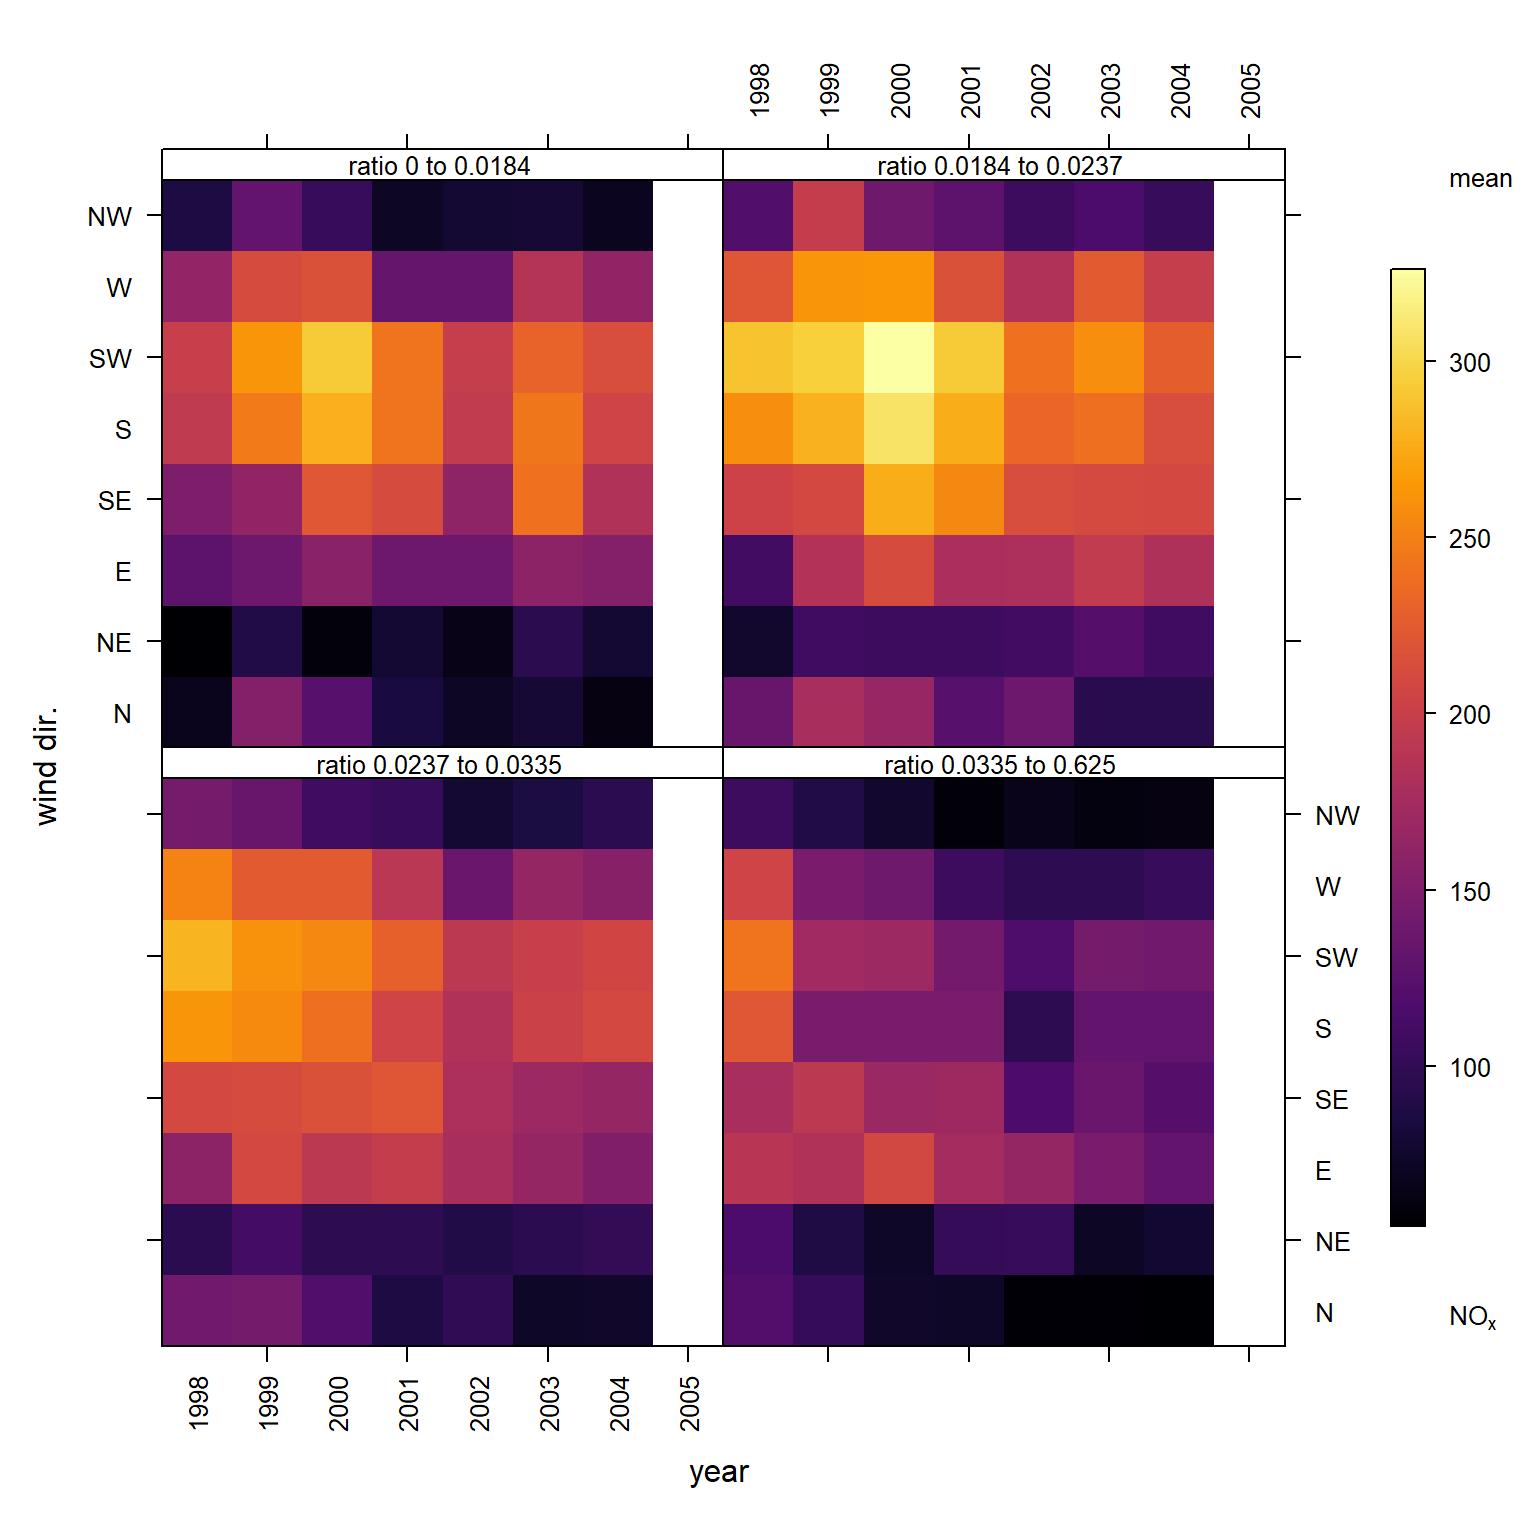 1998 1999 2000 2001 2002 2003 2004 2005
ratio 0 to 0.0184
ratio 0.0184 to 0.0237
mean
NW
W
SW
S
SE
E
NE
N
wind dir.
300
250
200
150
100
ratio 0.0237 to 0.0335
ratio 0.0335 to 0.625
NW
W
SW
S
SE
E
NE
N
NOₓ
1998 1999 2000 2001 2002 2003 2004 2005
year